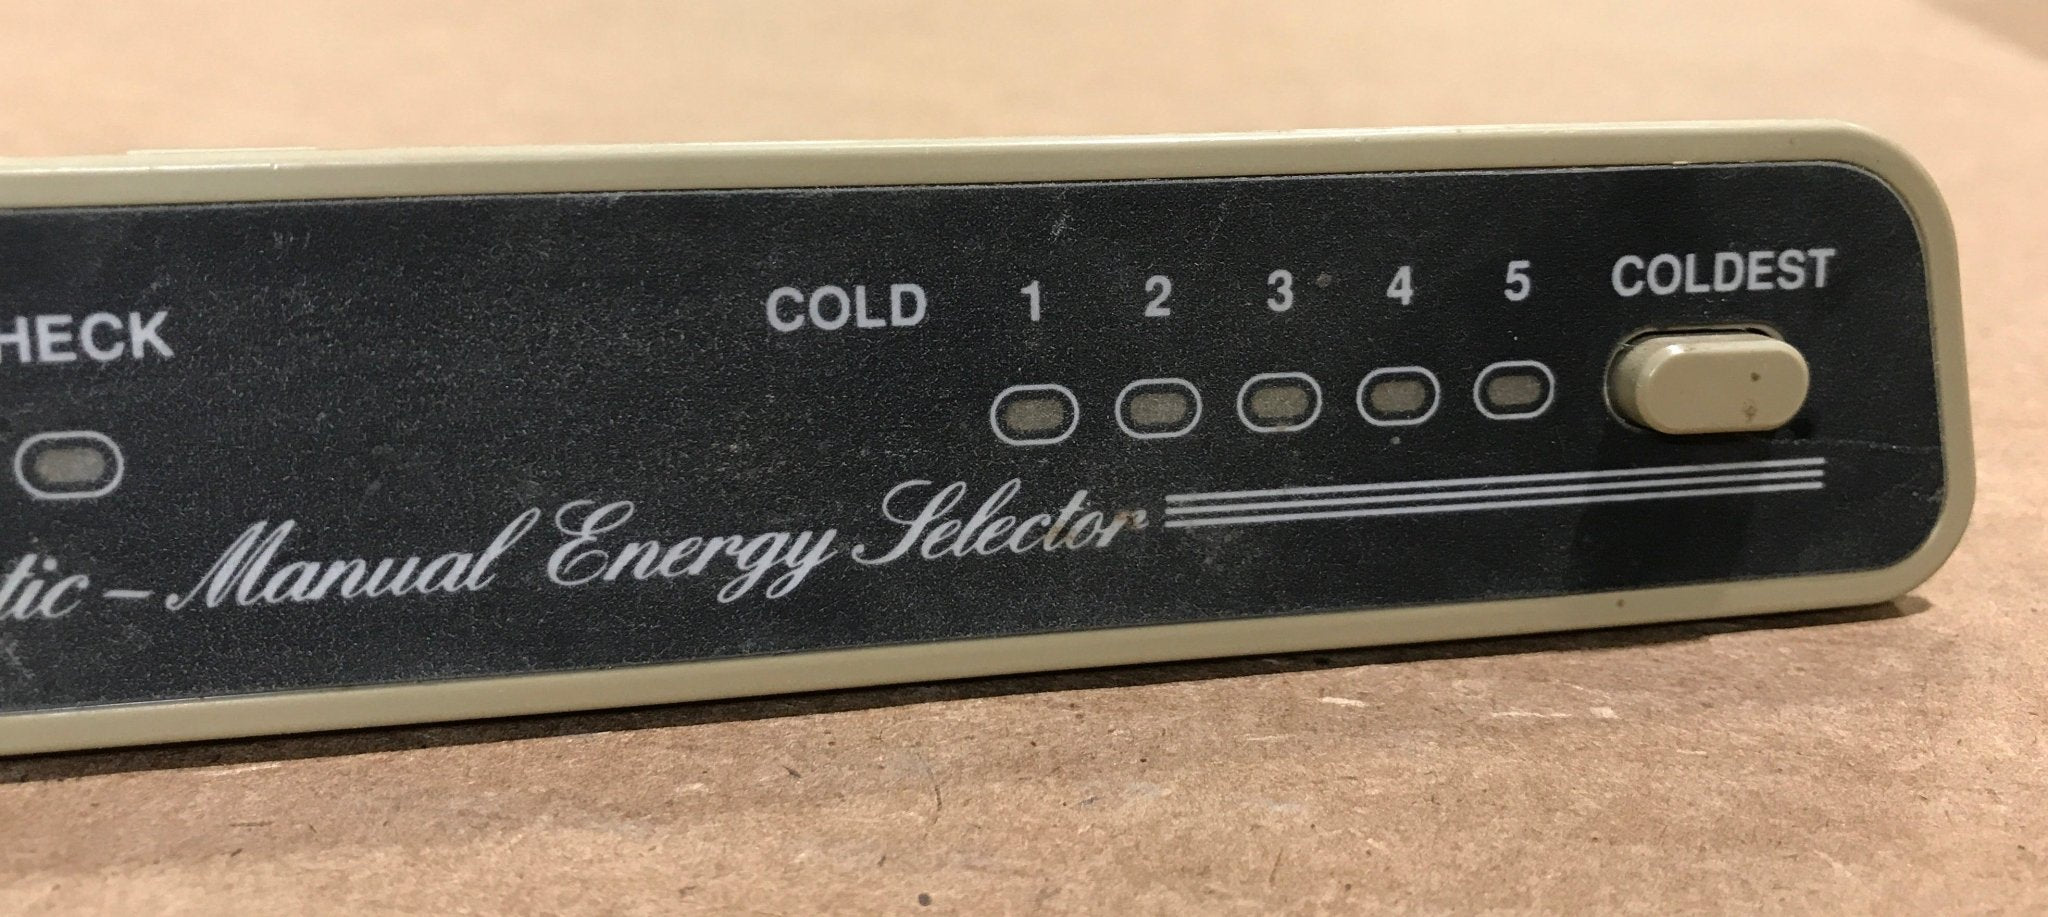 HECK COLD 1 2 3 4 5 COLDEST
tic – Manual Energy Selector